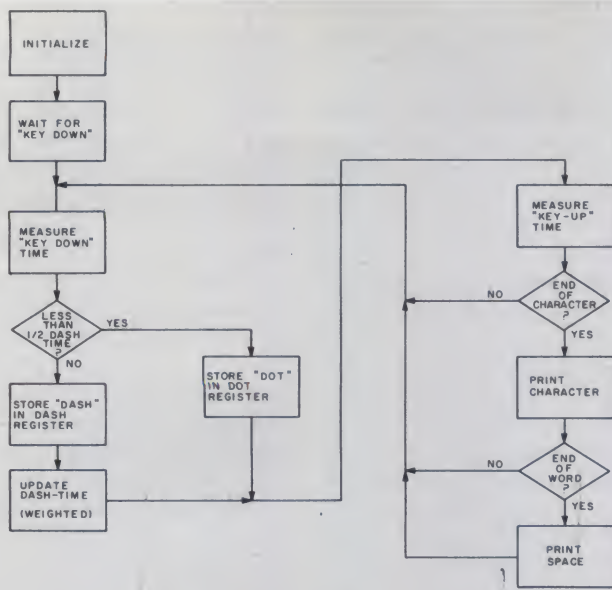 INITIALIZE
WAIT FOR
"KEY DOWN"
MEASURE
"KEY DOWN"
TIME
LESS
THAN
1/2 DASH
TIME
?
YES
NO
STORE "DASH"
IN DASH
REGISTER
UPDATE
DASH-TIME
(WEIGHTED)
STORE "DOT"
IN DOT
REGISTER
MEASURE
"KEY-UP"
TIME
END
OF
CHARACTER
?
NO
YES
PRINT
CHARACTER
END
OF
WORD
?
NO
YES
PRINT
SPACE